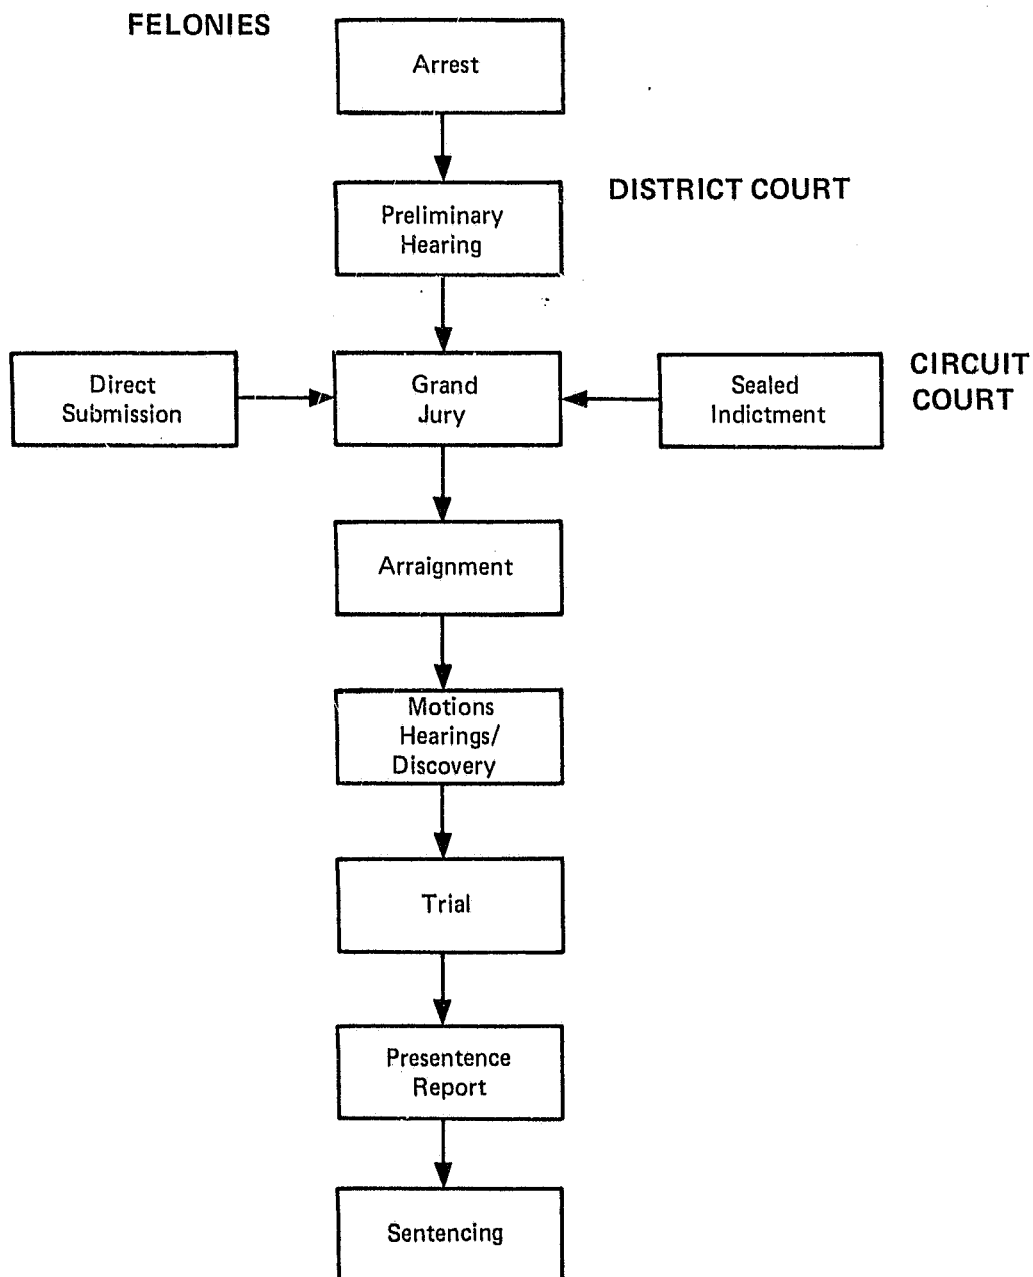 FELONIES
Arrest
DISTRICT COURT
Preliminary
Hearing
Direct
Submission
Grand
Jury
Sealed
Indictment
CIRCUIT
COURT
Arraignment
Motions
Hearings/
Discovery
Trial
Presentence
Report
Sentencing